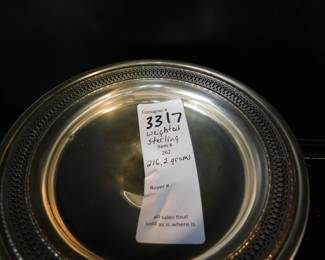 Consignor #
3317
weighted
sterling
Item #
262
216.2 grams
Buyer #
all sales final
sold as is where is